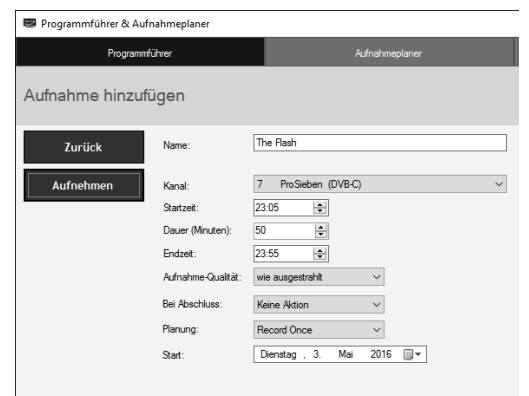 Programmführer & Aufnahmeplaner
Programmführer Aufnahmeplaner
Aufnahme hinzufügen
Zurück
Name: The Flash
Aufnehmen
Kanal: 7 ProSieben (DVB-C)
Startzeit: 23:05
Dauer (Minuten): 50
Endzeit: 23:55
Aufnahme-Qualität: wie ausgestrahlt
Bei Abschluss: Keine Aktion
Planung: Record Once
Start: Dienstag , 3. Mai 2016